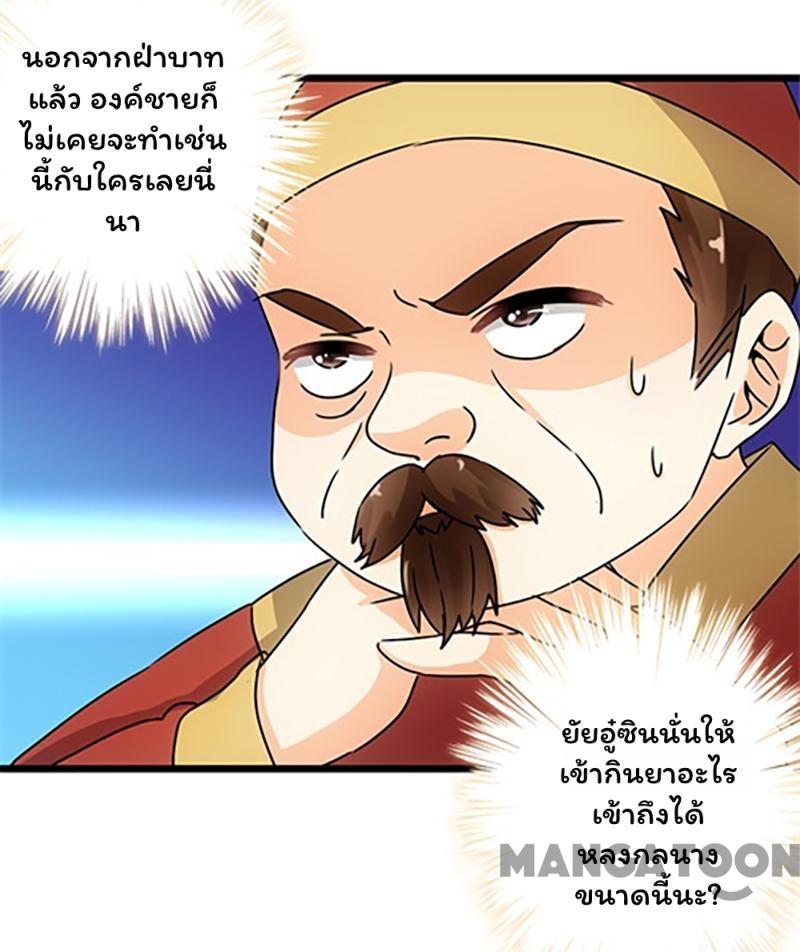 นอกจากฝ่าบาท
แล้ว องค์ชายก็
ไม่เคยจะทำเช่น
นี้กับใครเลยนี่
นา
ยัยอู๋ซินนั่นให้
เข้ากินยาอะไร
เข้าถึงได้
หลงกลนาง
ขนาดนี้นะ?
MANGATOON